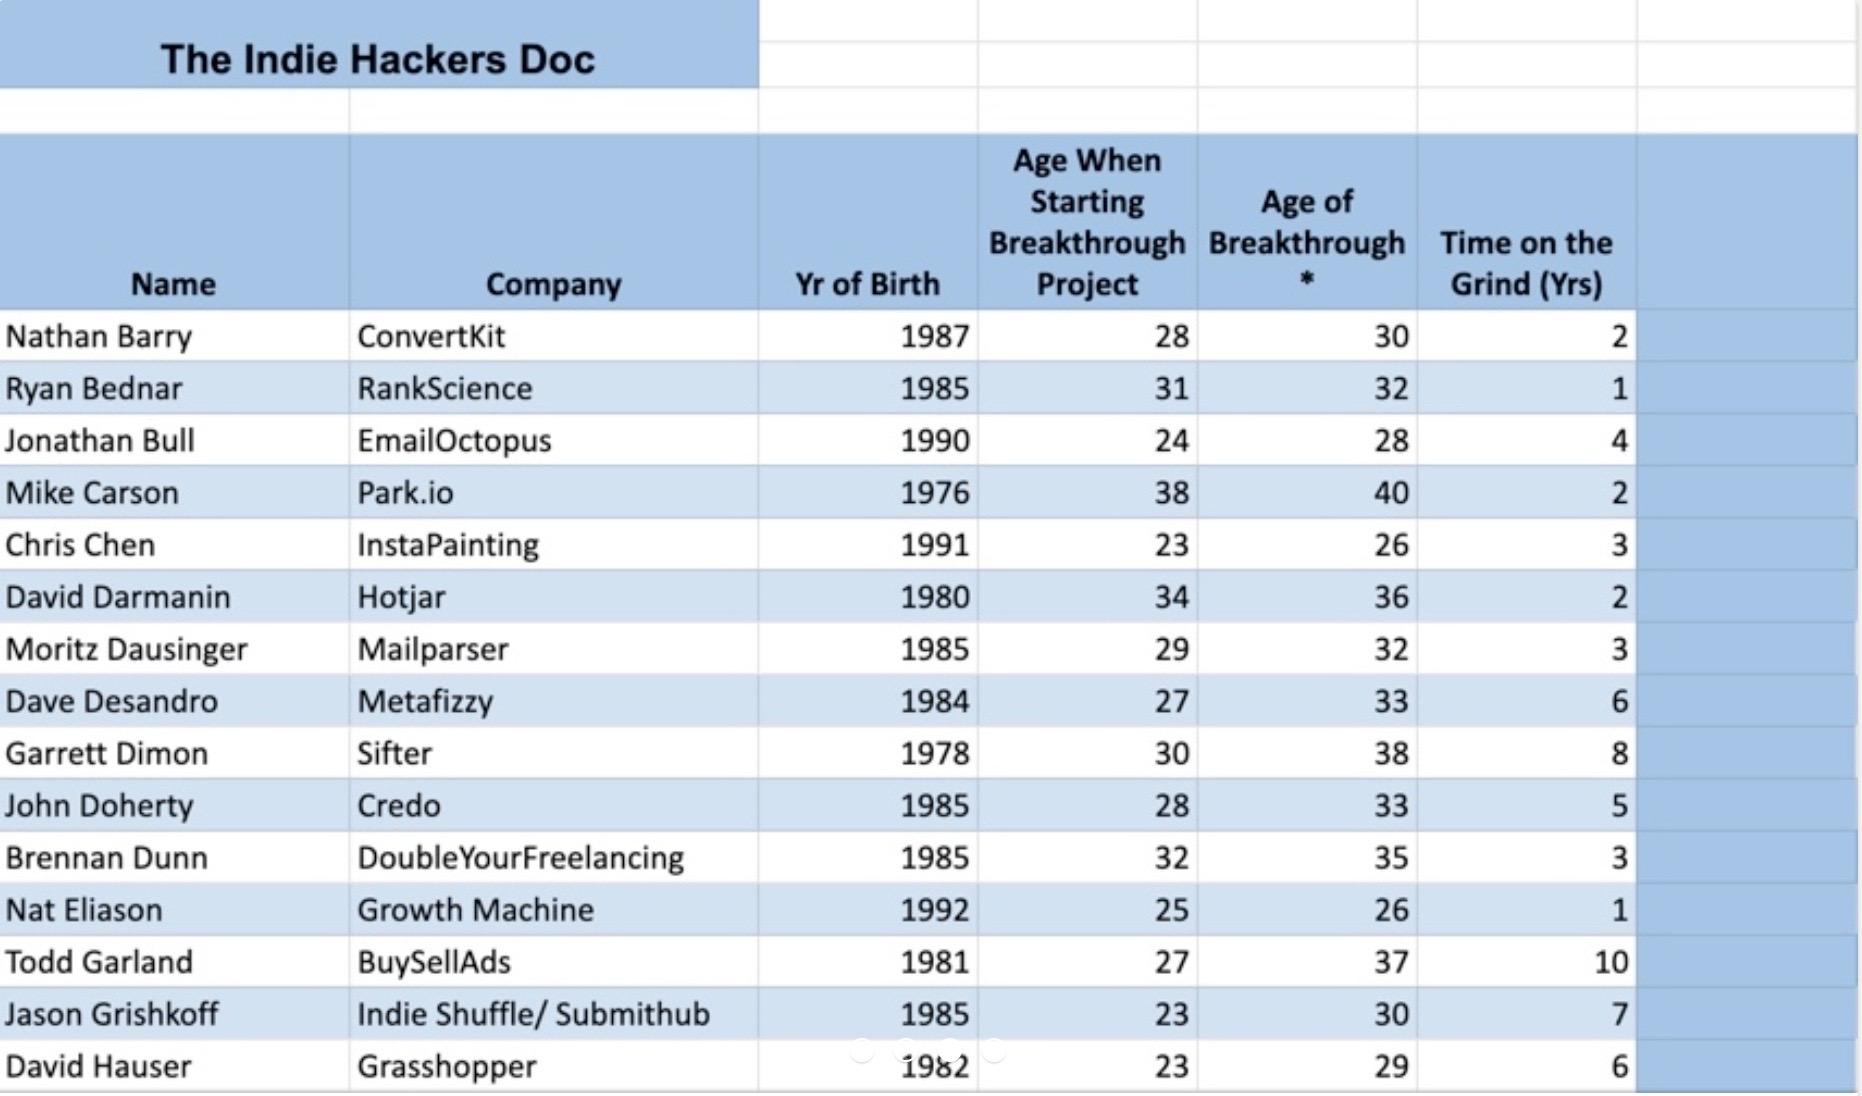 The Indie Hackers Doc
Name Company Yr of Birth Age When Starting Breakthrough Project Age of Breakthrough * Time on the Grind (Yrs)
Nathan Barry ConvertKit 1987 28 30 2
Ryan Bednar RankScience 1985 31 32 1
Jonathan Bull EmailOctopus 1990 24 28 4
Mike Carson Park.io 1976 38 40 2
Chris Chen InstaPainting 1991 23 26 3
David Darmanin Hotjar 1980 34 36 2
Moritz Dausinger Mailparser 1985 29 32 3
Dave Desandro Metafizzy 1984 27 33 6
Garrett Dimon Sifter 1978 30 38 8
John Doherty Credo 1985 28 33 5
Brennan Dunn DoubleYourFreelancing 1985 32 35 3
Nat Eliason Growth Machine 1992 25 26 1
Todd Garland BuySellAds 1981 27 37 10
Jason Grishkoff Indie Shuffle/ Submithub 1985 23 30 7
David Hauser Grasshopper 1982 23 29 6